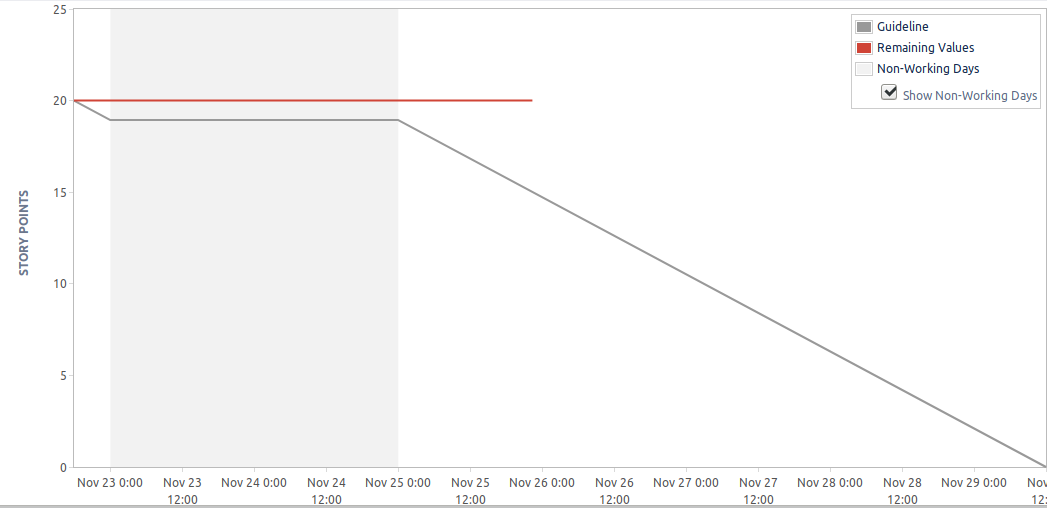 25
20
15
10
5
0
STORY POINTS
Guideline
Remaining Values
Non-Working Days
Show Non-Working Days
Nov 23 0:00
Nov 23
12:00
Nov 24 0:00
Nov 24
12:00
Nov 25 0:00
Nov 25
12:00
Nov 26 0:00
Nov 26
12:00
Nov 27 0:00
Nov 27
12:00
Nov 28 0:00
Nov 28
12:00
Nov 29 0:00
12: